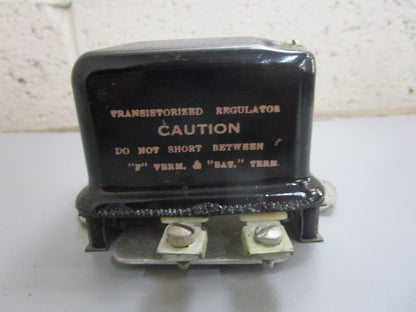 TRANSISTORIZED REGULATOR
CAUTION
DO NOT SHORT BETWEEN
"F" TERM. & "BAT." TERM.